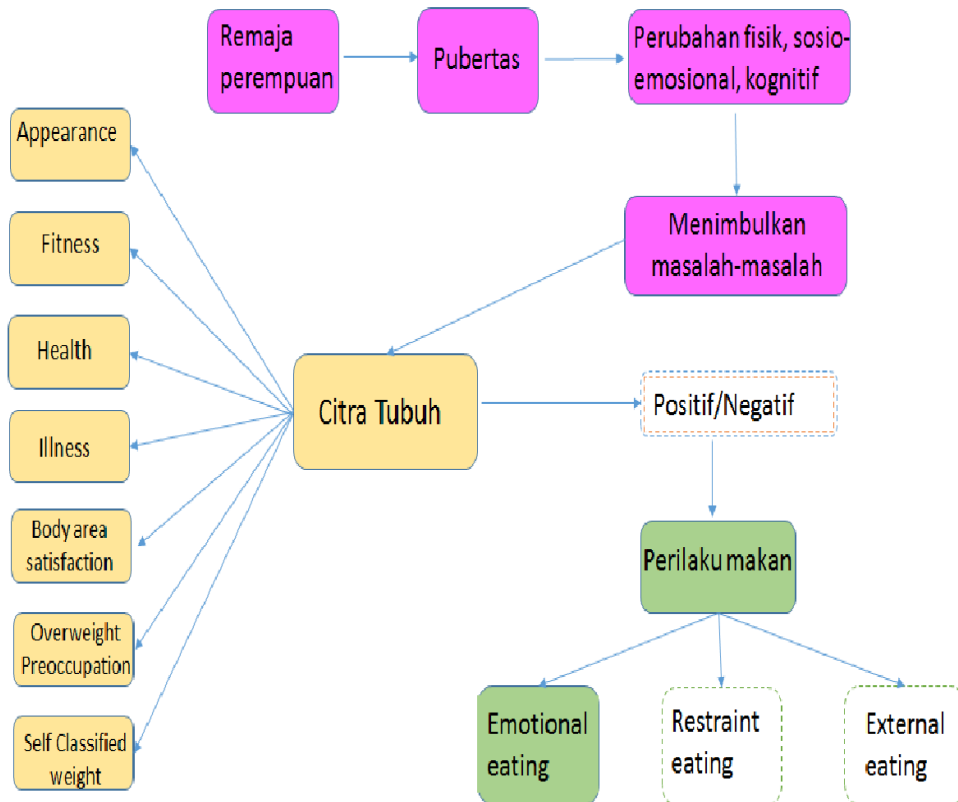 Remaja
perempuan
Pubertas
Perubahan fisik, sosio-
emosional, kognitif
Menimbulkan
masalah-masalah
Appearance
Fitness
Health
Illness
Body area
satisfaction
Overweight
Preoccupation
Self Classified
weight
Citra Tubuh
Positif/Negatif
Perilaku makan
Emotional
eating
Restraint
eating
External
eating